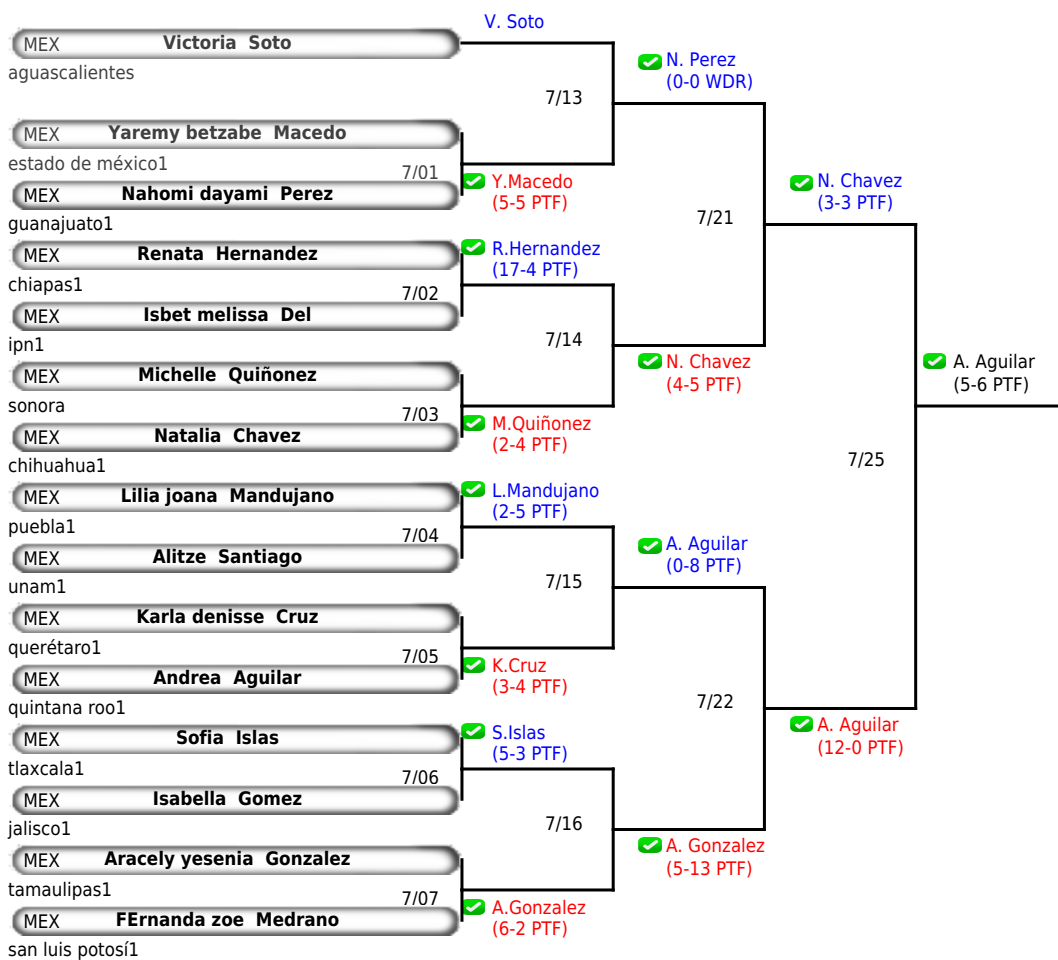 V. Soto
MEX Victoria Soto
aguascalientes
N. Perez
(0-0 WDR)
7/13
MEX Yaremy betzabe Macedo
estado de méxico1
7/01
Y.Macedo
(5-5 PTF)
MEX Nahomi dayami Perez
guanajuato1
N. Chavez
(3-3 PTF)
7/21
MEX Renata Hernandez
chiapas1
R.Hernandez
(17-4 PTF)
7/02
MEX Isbet melissa Del
ipn1
7/14
MEX Michelle Quiñonez
sonora
N. Chavez
(4-5 PTF)
A. Aguilar
(5-6 PTF)
7/03
M.Quiñonez
(2-4 PTF)
MEX Natalia Chavez
chihuahua1
7/25
MEX Lilia joana Mandujano
puebla1
L.Mandujano
(2-5 PTF)
7/04
MEX Alitze Santiago
unam1
A. Aguilar
(0-8 PTF)
7/15
MEX Karla denisse Cruz
querétaro1
7/05
K.Cruz
(3-4 PTF)
MEX Andrea Aguilar
quintana roo1
7/22
A. Aguilar
(12-0 PTF)
MEX Sofia Islas
tlaxcala1
S.Islas
(5-3 PTF)
7/06
MEX Isabella Gomez
jalisco1
7/16
A. Gonzalez
(5-13 PTF)
MEX Aracely yesenia Gonzalez
tamaulipas1
7/07
A.Gonzalez
(6-2 PTF)
MEX FErnanda zoe Medrano
san luis potosí1